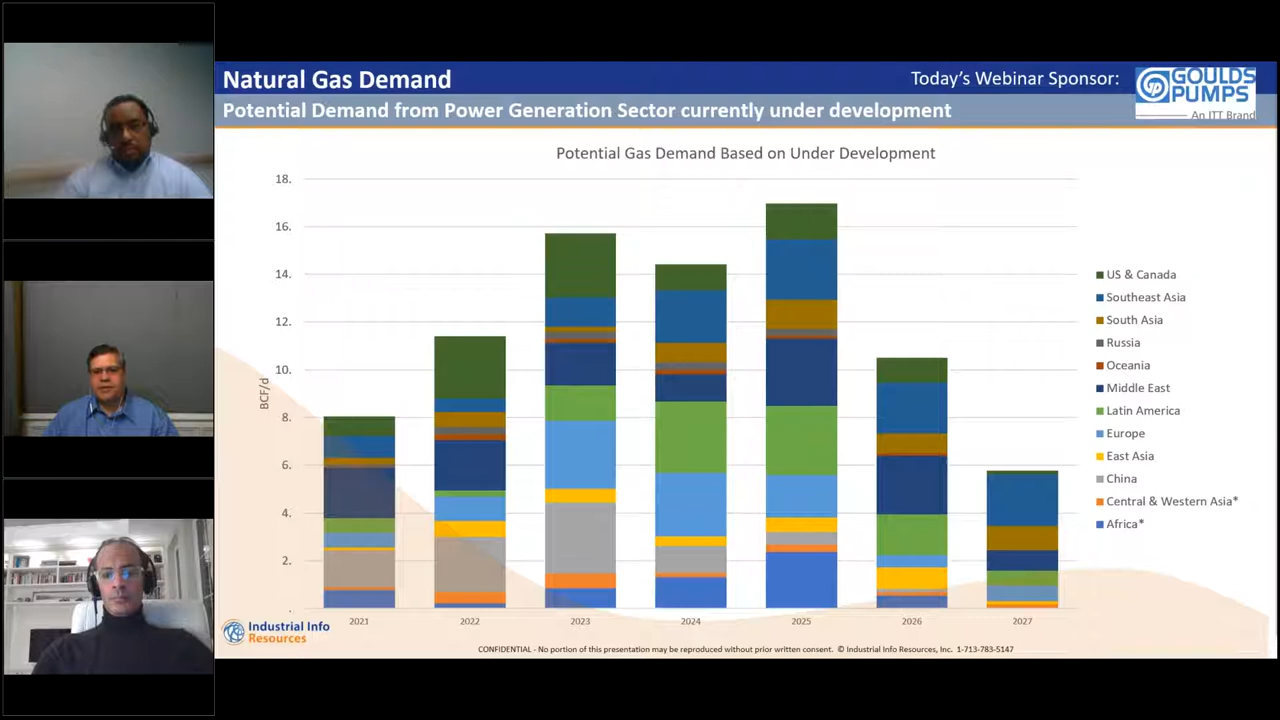 Natural Gas Demand
Today's Webinar Sponsor:
GOULDS
PUMPS
An ITT Brand
Potential Demand from Power Generation Sector currently under development
Potential Gas Demand Based on Under Development
18.
16.
14.
12.
10.
8.
6.
4.
2.
.
BCF/d
2021
2022
2023
2024
2025
2026
2027
US & Canada
Southeast Asia
South Asia
Russia
Oceania
Middle East
Latin America
Europe
East Asia
China
Central & Western Asia*
Africa*
Industrial Info
Resources
CONFIDENTIAL - No portion of this presentation may be reproduced without prior written consent. © Industrial Info Resources, Inc. 1-713-783-5147